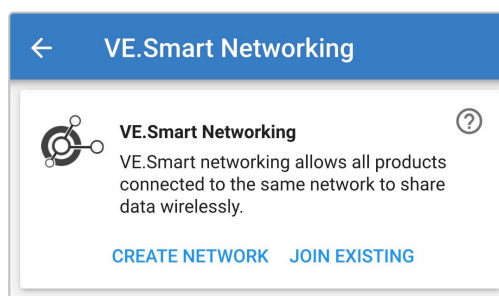 VE.Smart Networking
VE.Smart Networking
VE.Smart networking allows all products
connected to the same network to share
data wirelessly.
CREATE NETWORK JOIN EXISTING